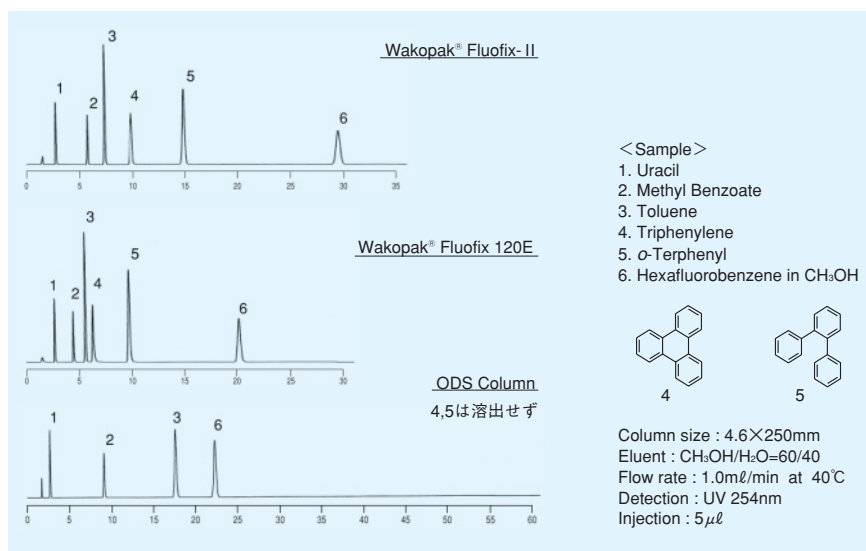 Wakopak® Fluofix-II
1
2
3
4
5
6
0 5 10 15 20 25 30 35
Wakopak® Fluofix 120E
1
2
3
4
5
6
0 5 10 15 20 25 30
ODS Column
4,5は溶出せず
1
2
3
6
0 5 10 15 20 25 30 35 40 45 50 55 60
＜Sample＞
1. Uracil
2. Methyl Benzoate
3. Toluene
4. Triphenylene
5. o-Terphenyl
6. Hexafluorobenzene in CH₃OH
4 5
Column size : 4.6×250mm
Eluent : CH₃OH/H₂O=60/40
Flow rate : 1.0mℓ/min at 40℃
Detection : UV 254nm
Injection : 5μℓ